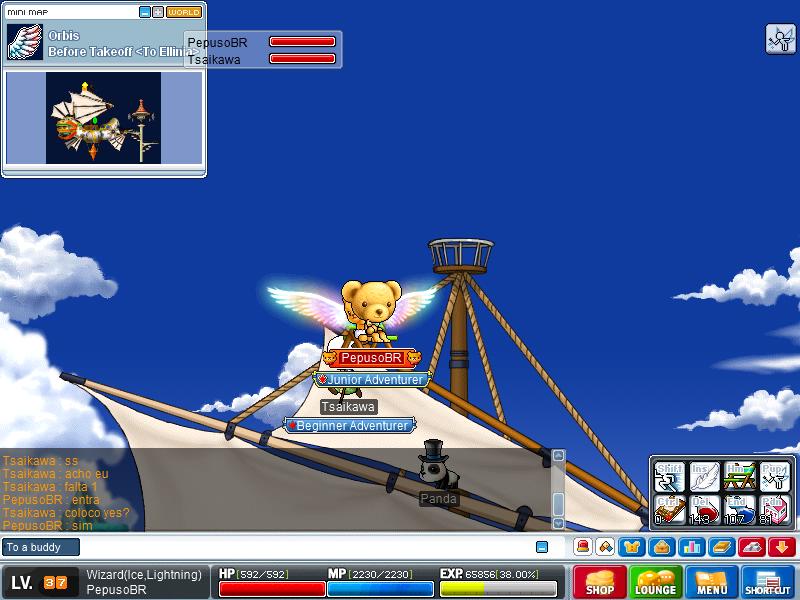 MINI MAP WORLD
Orbis
Before Takeoff <To Ellinia>
PepusoBR
Tsaikawa
PepusoBR
Junior Adventurer
Tsaikawa
Beginner Adventurer
Panda
Tsaikawa : ss
Tsaikawa : acho eu
Tsaikawa : falta 1
PepusoBR : entra
Tsaikawa : coloco yes?
PepusoBR : sim
Shift Ins Hm Pup
Ctrl Del End Pdn
0 143 107 81
To a buddy
LV. 37
Wizard(Ice,Lightning)
PepusoBR
HP[592/592] MP[2230/2230] EXP.65856[38.00%]
SHOP LOUNGE MENU SHORTCUT